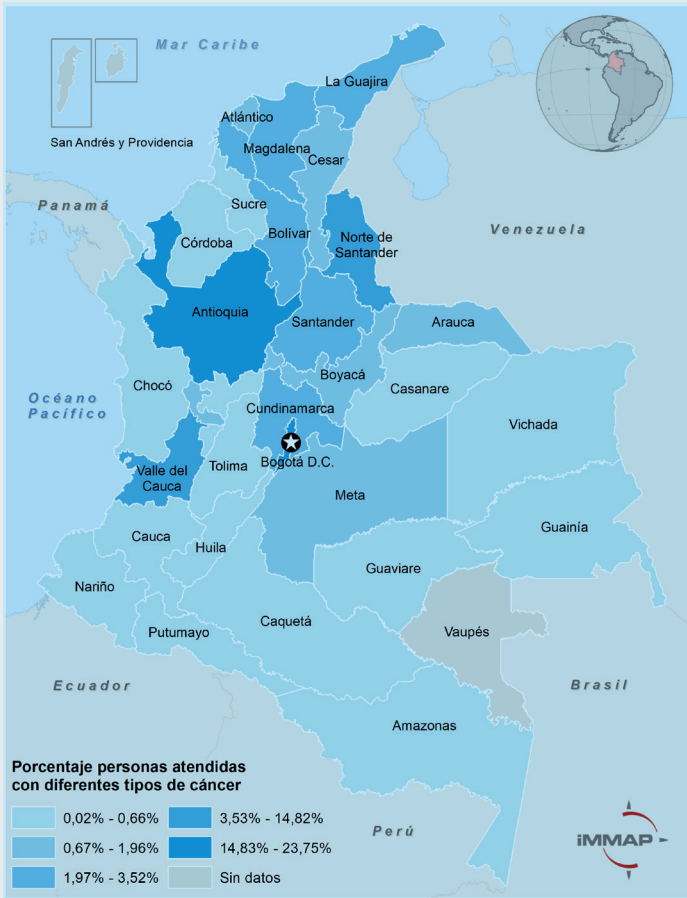 Mar Caribe
La Guajira
San Andrés y Providencia
Atlántico
Magdalena
Cesar
Panamá
Sucre
Córdoba
Bolívar
Norte de
Santander
Venezuela
Antioquia
Santander
Arauca
Chocó
Boyacá
Casanare
Océano
Pacífico
Cundinamarca
Vichada
Valle del
Cauca
Tolima
Bogotá D.C.
Meta
Cauca
Huila
Guainía
Nariño
Guaviare
Putumayo
Caquetá
Vaupés
Ecuador
Brasil
Amazonas
Porcentaje personas atendidas
con diferentes tipos de cáncer
0,02% - 0,66%
3,53% - 14,82%
0,67% - 1,96%
14,83% - 23,75%
1,97% - 3,52%
Sin datos
Perú
iMMAP